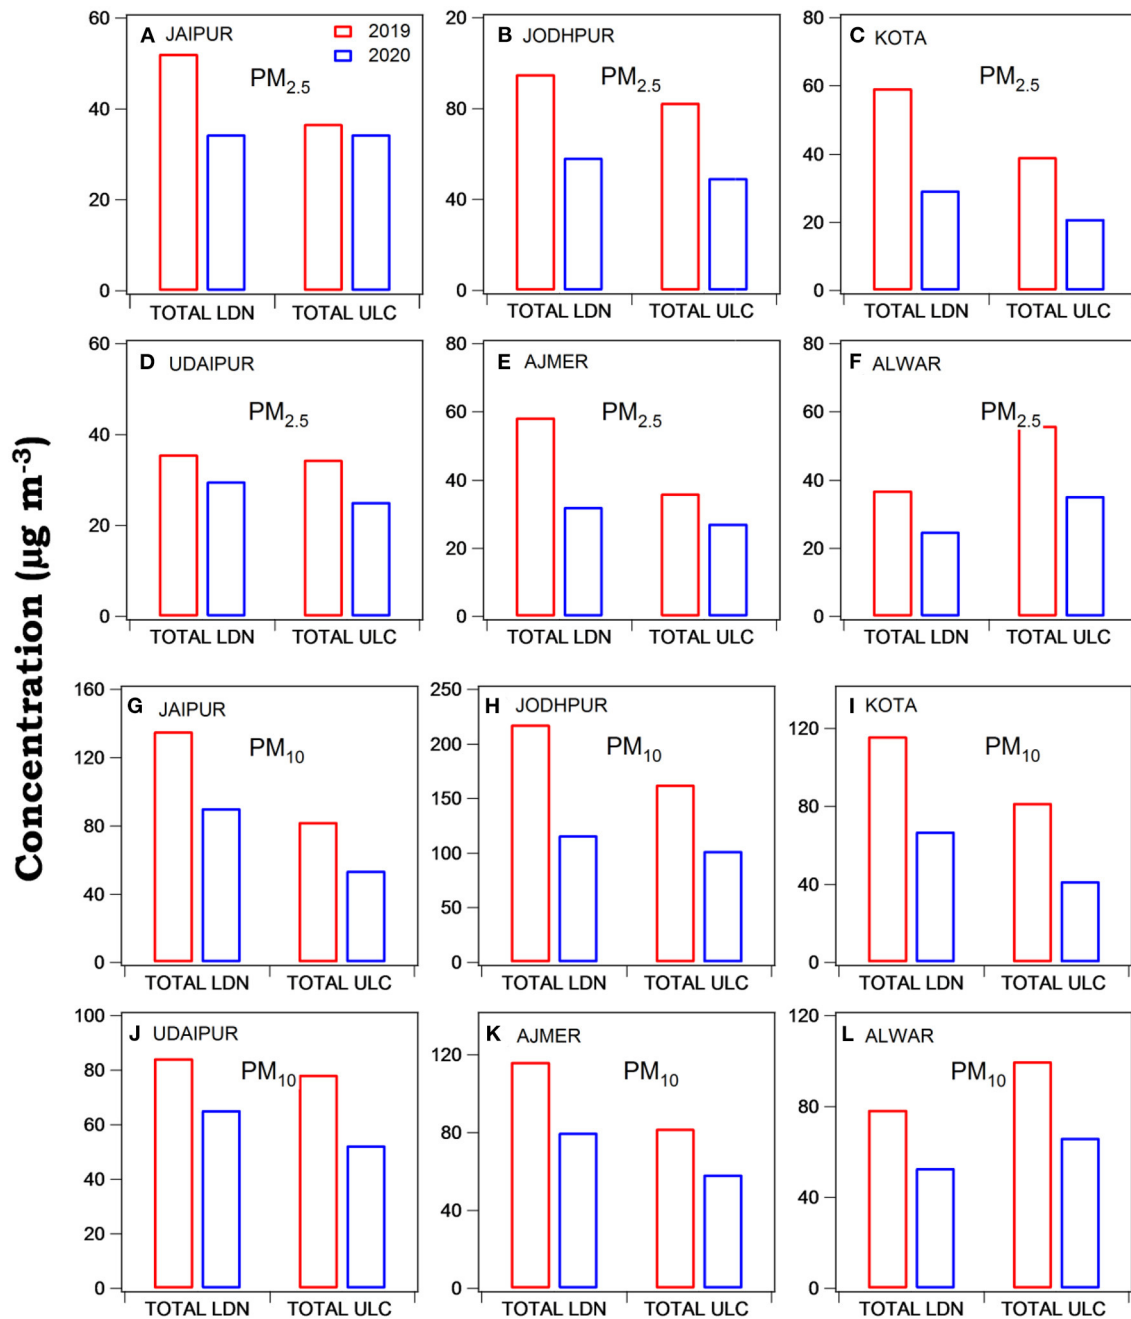 Concentration (µg m-3)
A JAIPUR
2019
2020
PM2.5
60
40
20
0
TOTAL LDN TOTAL ULC
B JODHPUR
PM2.5
20
80
40
0
TOTAL LDN TOTAL ULC
C KOTA
PM2.5
80
60
40
20
0
TOTAL LDN TOTAL ULC
D UDAIPUR
PM2.5
60
40
20
0
TOTAL LDN TOTAL ULC
E AJMER
PM2.5
80
60
40
20
0
TOTAL LDN TOTAL ULC
F ALWAR
PM2.5
80
60
40
20
0
TOTAL LDN TOTAL ULC
G JAIPUR
PM10
160
120
80
40
0
TOTAL LDN TOTAL ULC
H JODHPUR
PM10
250
200
150
100
50
0
TOTAL LDN TOTAL ULC
I KOTA
PM10
120
80
40
0
TOTAL LDN TOTAL ULC
J UDAIPUR
PM10
100
80
60
40
20
0
TOTAL LDN TOTAL ULC
K AJMER
PM10
120
80
40
0
TOTAL LDN TOTAL ULC
L ALWAR
PM10
120
80
40
0
TOTAL LDN TOTAL ULC